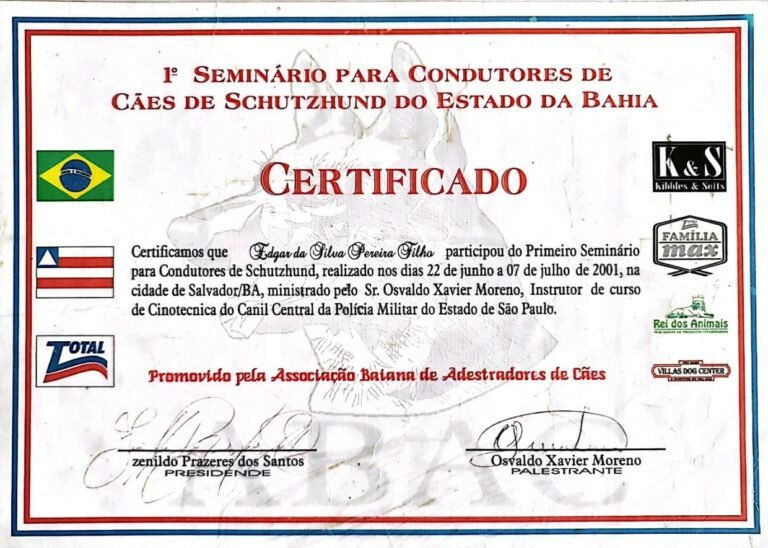 1º SEMINÁRIO PARA CONDUTORES DE
CÃES DE SCHUTZHUND DO ESTADO DA BAHIA
CERTIFICADO
K & S
Kibbles & Softs
FAMÍLIA
max
Certificamos que Edgar da Silva Pereira Filho participou do Primeiro Seminário
para Condutores de Schutzhund, realizado nos dias 22 de junho a 07 de julho de 2001, na
cidade de Salvador/BA, ministrado pelo Sr. Osvaldo Xavier Moreno, Instrutor de curso
de Cinotecnica do Canil Central da Polícia Militar do Estado de São Paulo.
Rei dos Animais
TOTAL
VILLAS DOG CENTER
Promovido pela Associação Baiana de Adestradores de Cães
zenildo Prazeres dos Santos
PRESIDENDE
Osvaldo Xavier Moreno
PALESTRANTE
ABAC